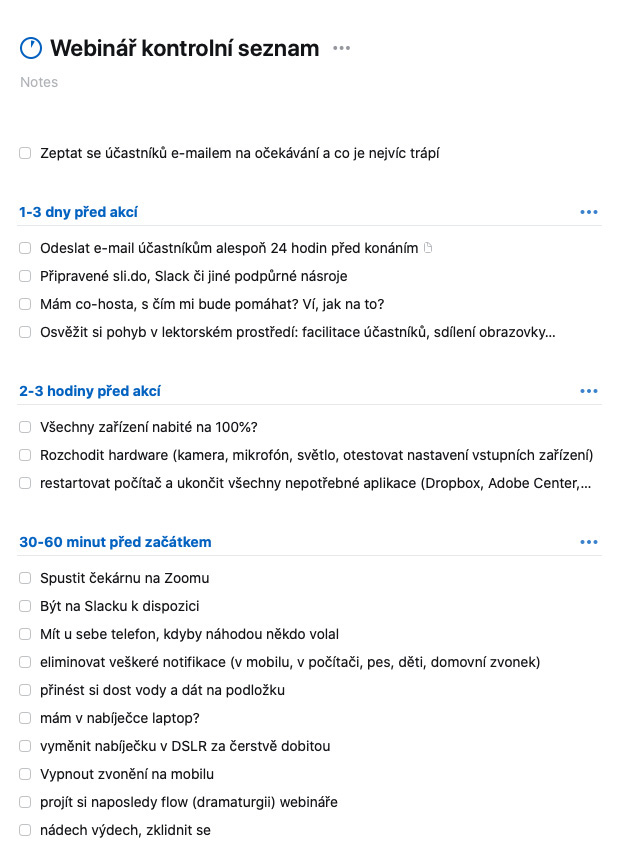 Webinář kontrolní seznam
Notes
Zeptat se účastníků e-mailem na očekávání a co je nejvíc trápí
1-3 dny před akcí
Odeslat e-mail účastníkům alespoň 24 hodin před konáním
Připravené sli.do, Slack či jiné podpůrné násroje
Mám co-hosta, s čím mi bude pomáhat? Ví, jak na to?
Osvěžit si pohyb v lektorském prostředí: facilitace účastníků, sdílení obrazovky...
2-3 hodiny před akcí
Všechny zařízení nabité na 100%?
Rozchodit hardware (kamera, mikrofón, světlo, otestovat nastavení vstupních zařízení)
restartovat počítač a ukončit všechny nepotřebné aplikace (Dropbox, Adobe Center,...
30-60 minut před začátkem
Spustit čekárnu na Zoomu
Být na Slacku k dispozici
Mít u sebe telefon, kdyby náhodou někdo volal
eliminovat veškeré notifikace (v mobilu, v počítači, pes, děti, domovní zvonek)
přinést si dost vody a dát na podložku
mám v nabíječce laptop?
vyměnit nabíječku v DSLR za čerstvě dobitou
Vypnout zvonění na mobilu
projít si naposledy flow (dramaturgii) webináře
nádech výdech, zklidnit se